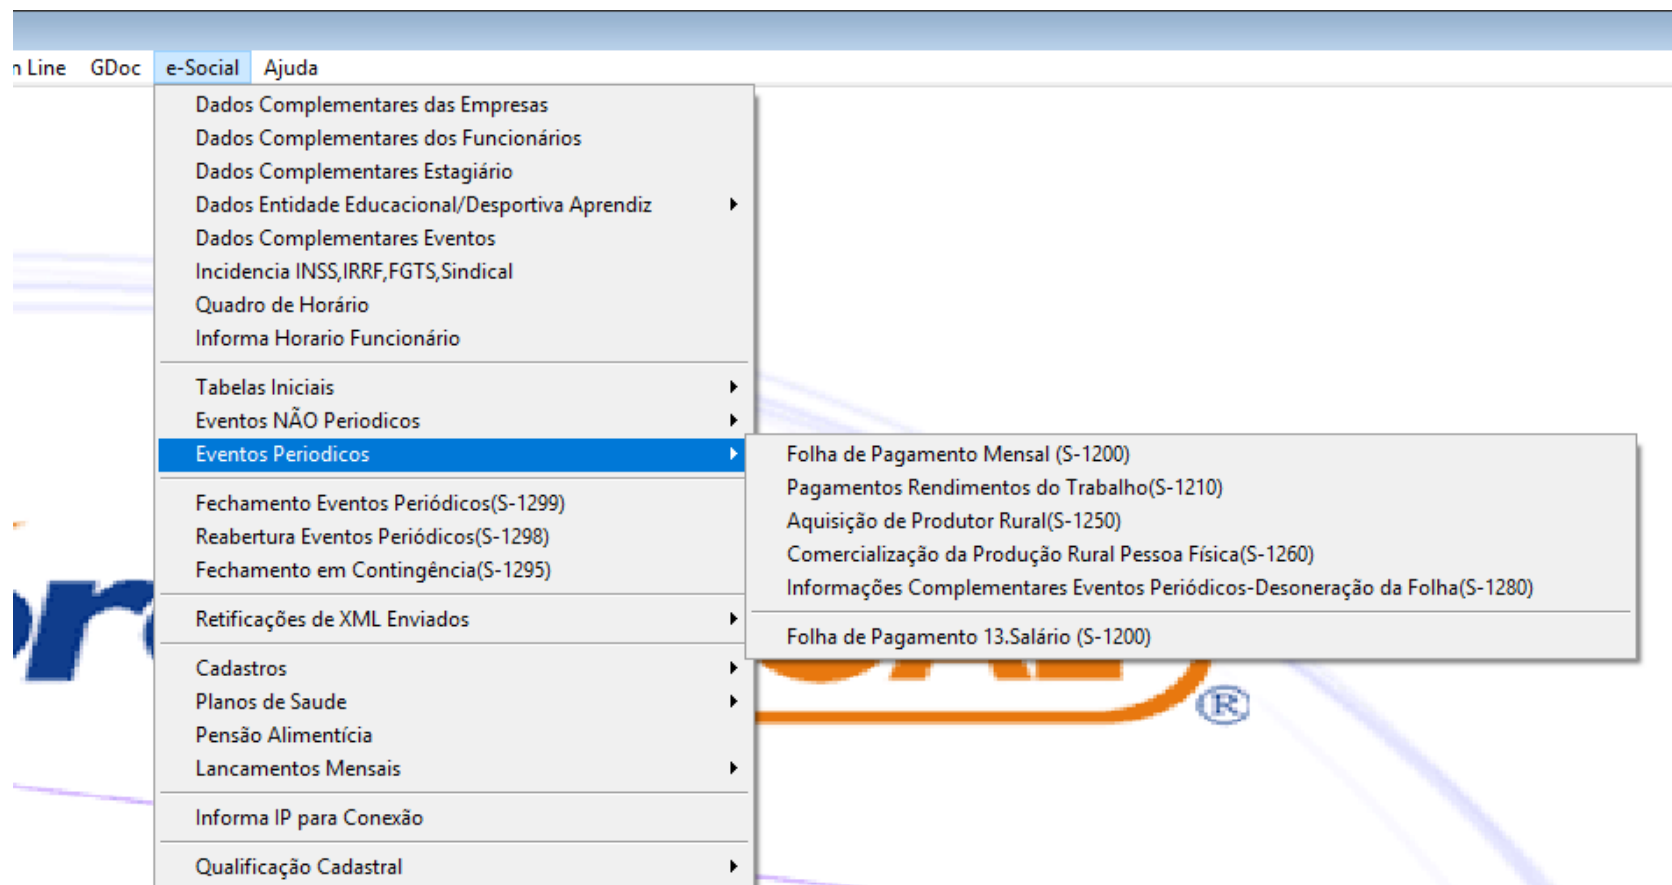 n Line GDoc e-Social Ajuda
Dados Complementares das Empresas
Dados Complementares dos Funcionários
Dados Complementares Estagiário
Dados Entidade Educacional/Desportiva Aprendiz
Dados Complementares Eventos
Incidencia INSS,IRRF,FGTS,Sindical
Quadro de Horário
Informa Horario Funcionário
Tabelas Iniciais
Eventos NÃO Periodicos
Eventos Periodicos
Fechamento Eventos Periódicos(S-1299)
Reabertura Eventos Periódicos(S-1298)
Fechamento em Contingência(S-1295)
Retificações de XML Enviados
Cadastros
Planos de Saude
Pensão Alimentícia
Lancamentos Mensais
Informa IP para Conexão
Qualificação Cadastral
Folha de Pagamento Mensal (S-1200)
Pagamentos Rendimentos do Trabalho(S-1210)
Aquisição de Produtor Rural(S-1250)
Comercialização da Produção Rural Pessoa Física(S-1260)
Informações Complementares Eventos Periódicos-Desoneração da Folha(S-1280)
Folha de Pagamento 13.Salário (S-1200)
®